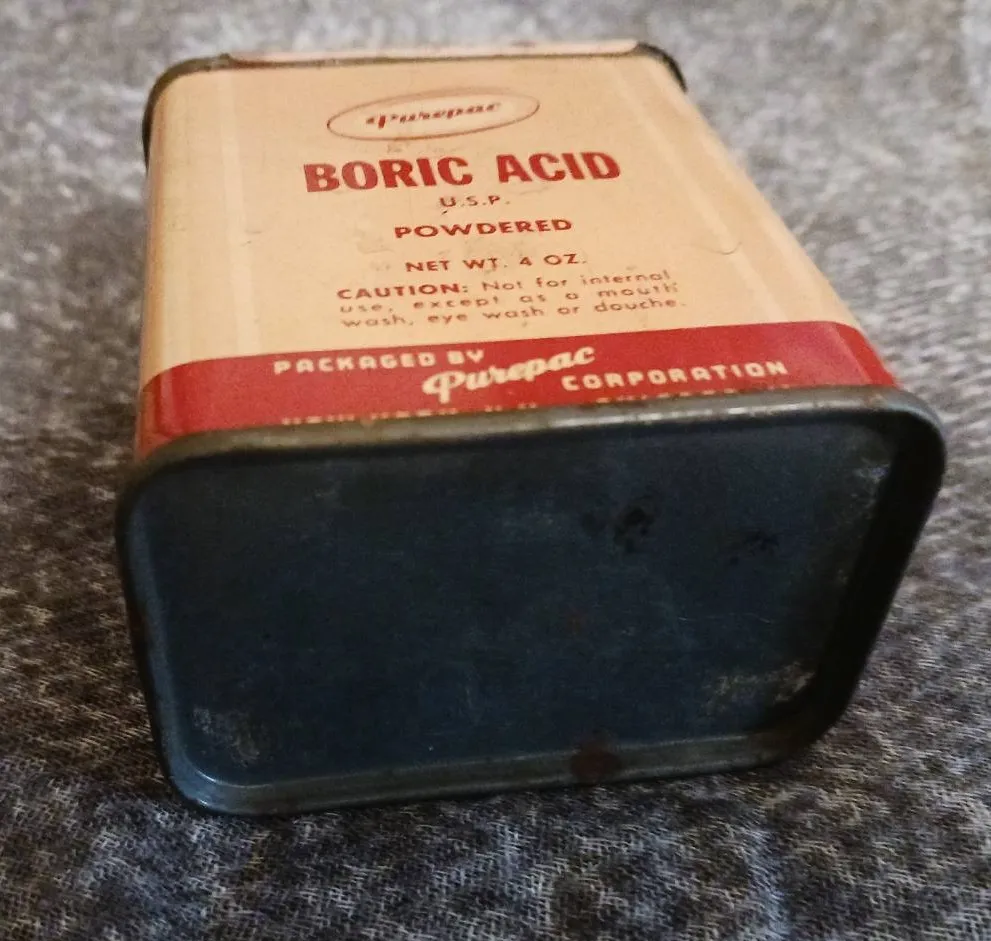 Purepac
BORIC ACID
U.S.P.
POWDERED
NET WT. 4 OZ.
CAUTION: Not for internal
use, except as a mouth
wash, eye wash or douche.
PACKAGED BY
Purepac
CORPORATION